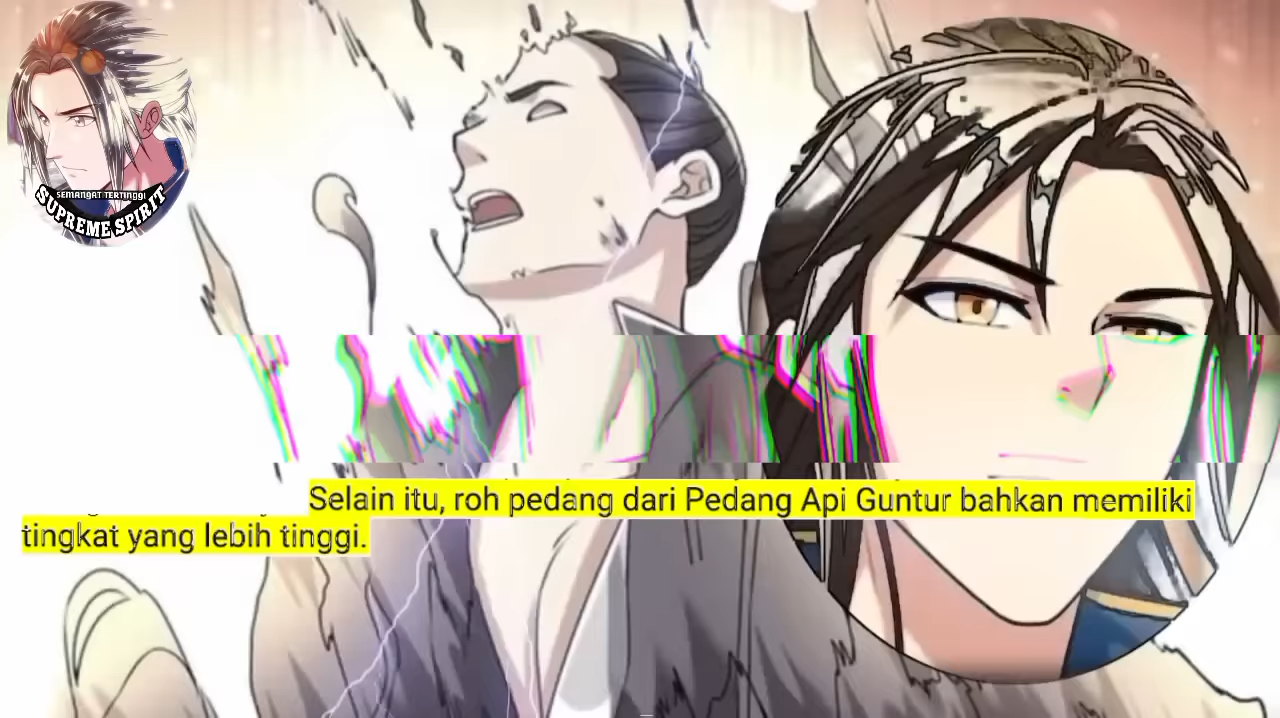 SEMANGAT TERTINGGI
SUPREME SPIRIT
Selain itu, roh pedang dari Pedang Api Guntur bahkan memiliki
tingkat yang lebih tinggi.